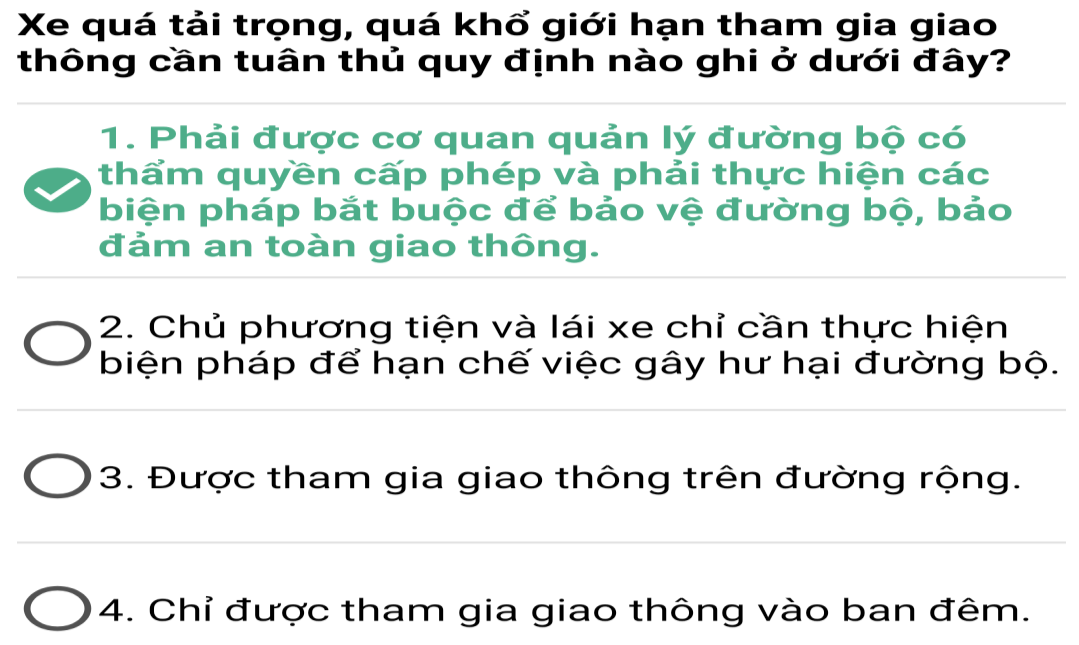 Xe quá tải trọng, quá khổ giới hạn tham gia giao
thông cần tuân thủ quy định nào ghi ở dưới đây?
1. Phải được cơ quan quản lý đường bộ có
thẩm quyền cấp phép và phải thực hiện các
biện pháp bắt buộc để bảo vệ đường bộ, bảo
đảm an toàn giao thông.
2. Chủ phương tiện và lái xe chỉ cần thực hiện
biện pháp để hạn chế việc gây hư hại đường bộ.
3. Được tham gia giao thông trên đường rộng.
4. Chỉ được tham gia giao thông vào ban đêm.